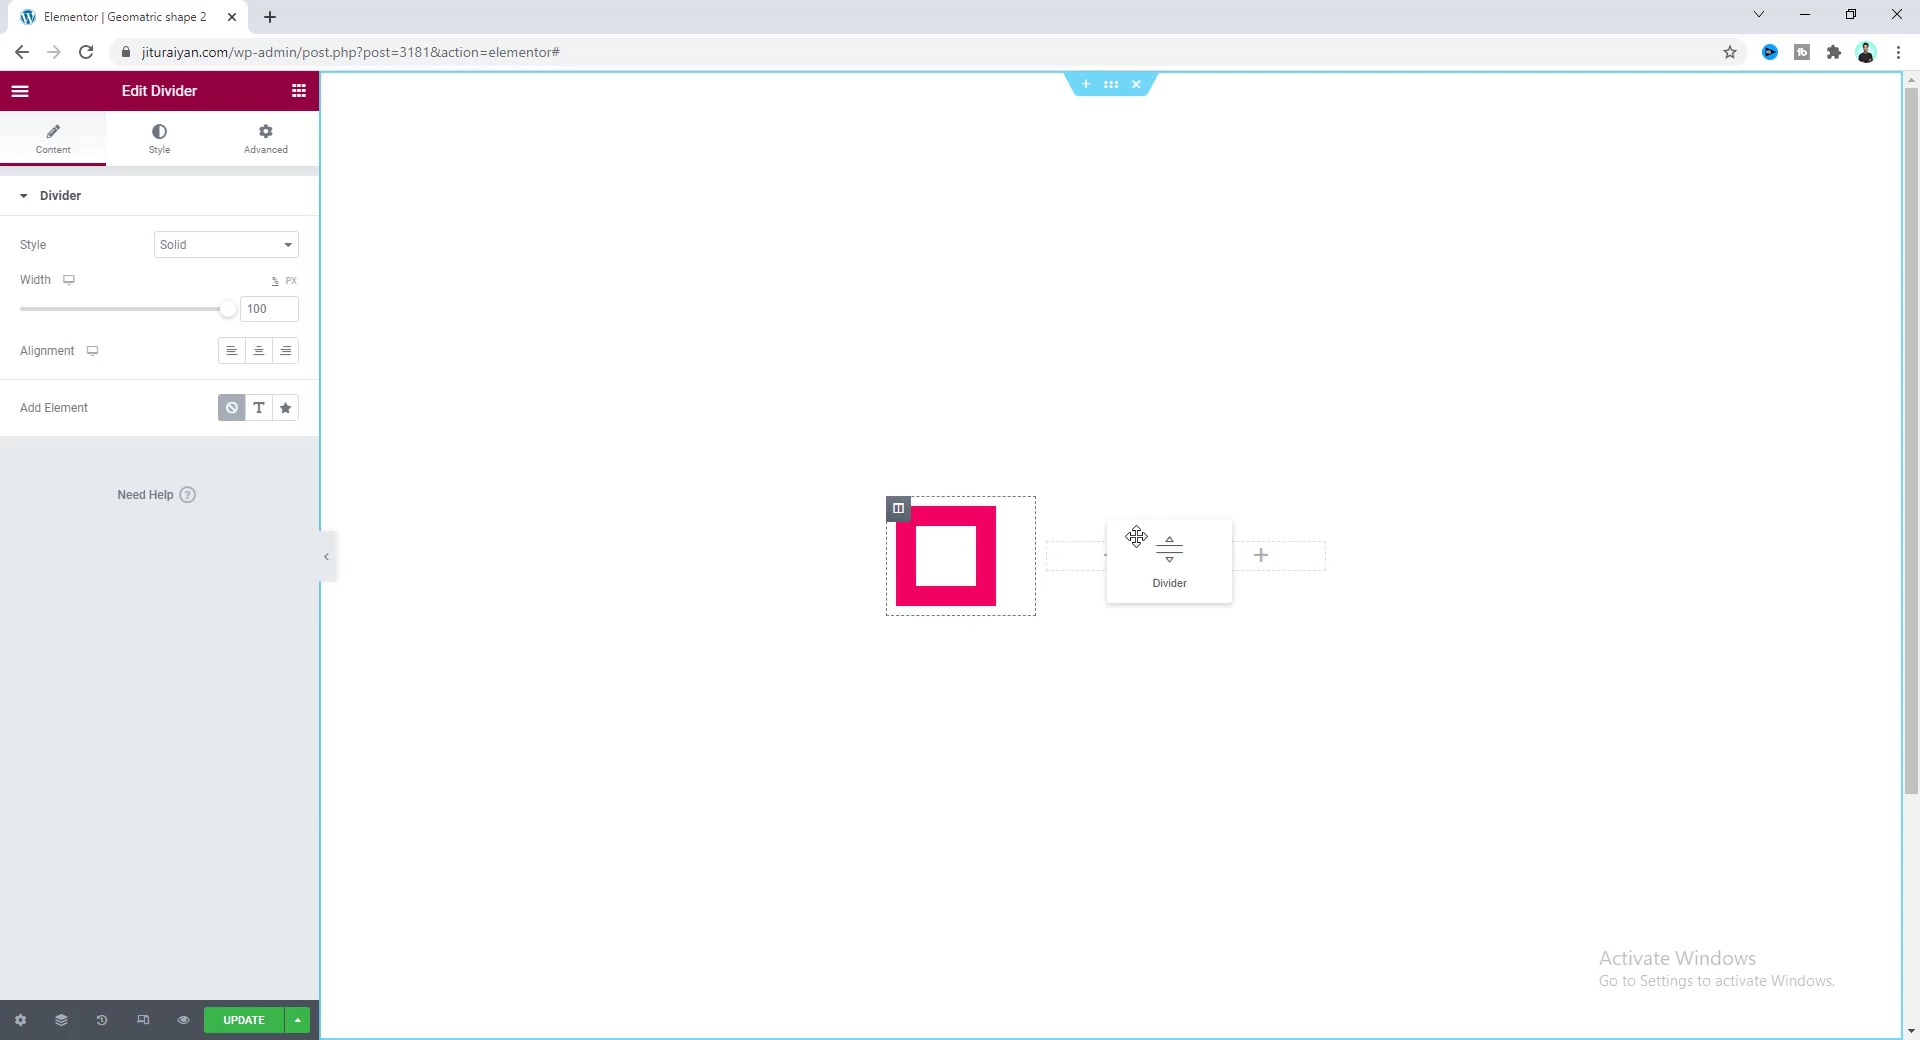 Elementor | Geomatric shape 2
jituraiyan.com/wp-admin/post.php?post=3181&action=elementor#
Edit Divider
Content
Style
Advanced
Divider
Style
Solid
Width
% PX
100
Alignment
Add Element
Need Help ?
Divider
Activate Windows
Go to Settings to activate Windows.
UPDATE